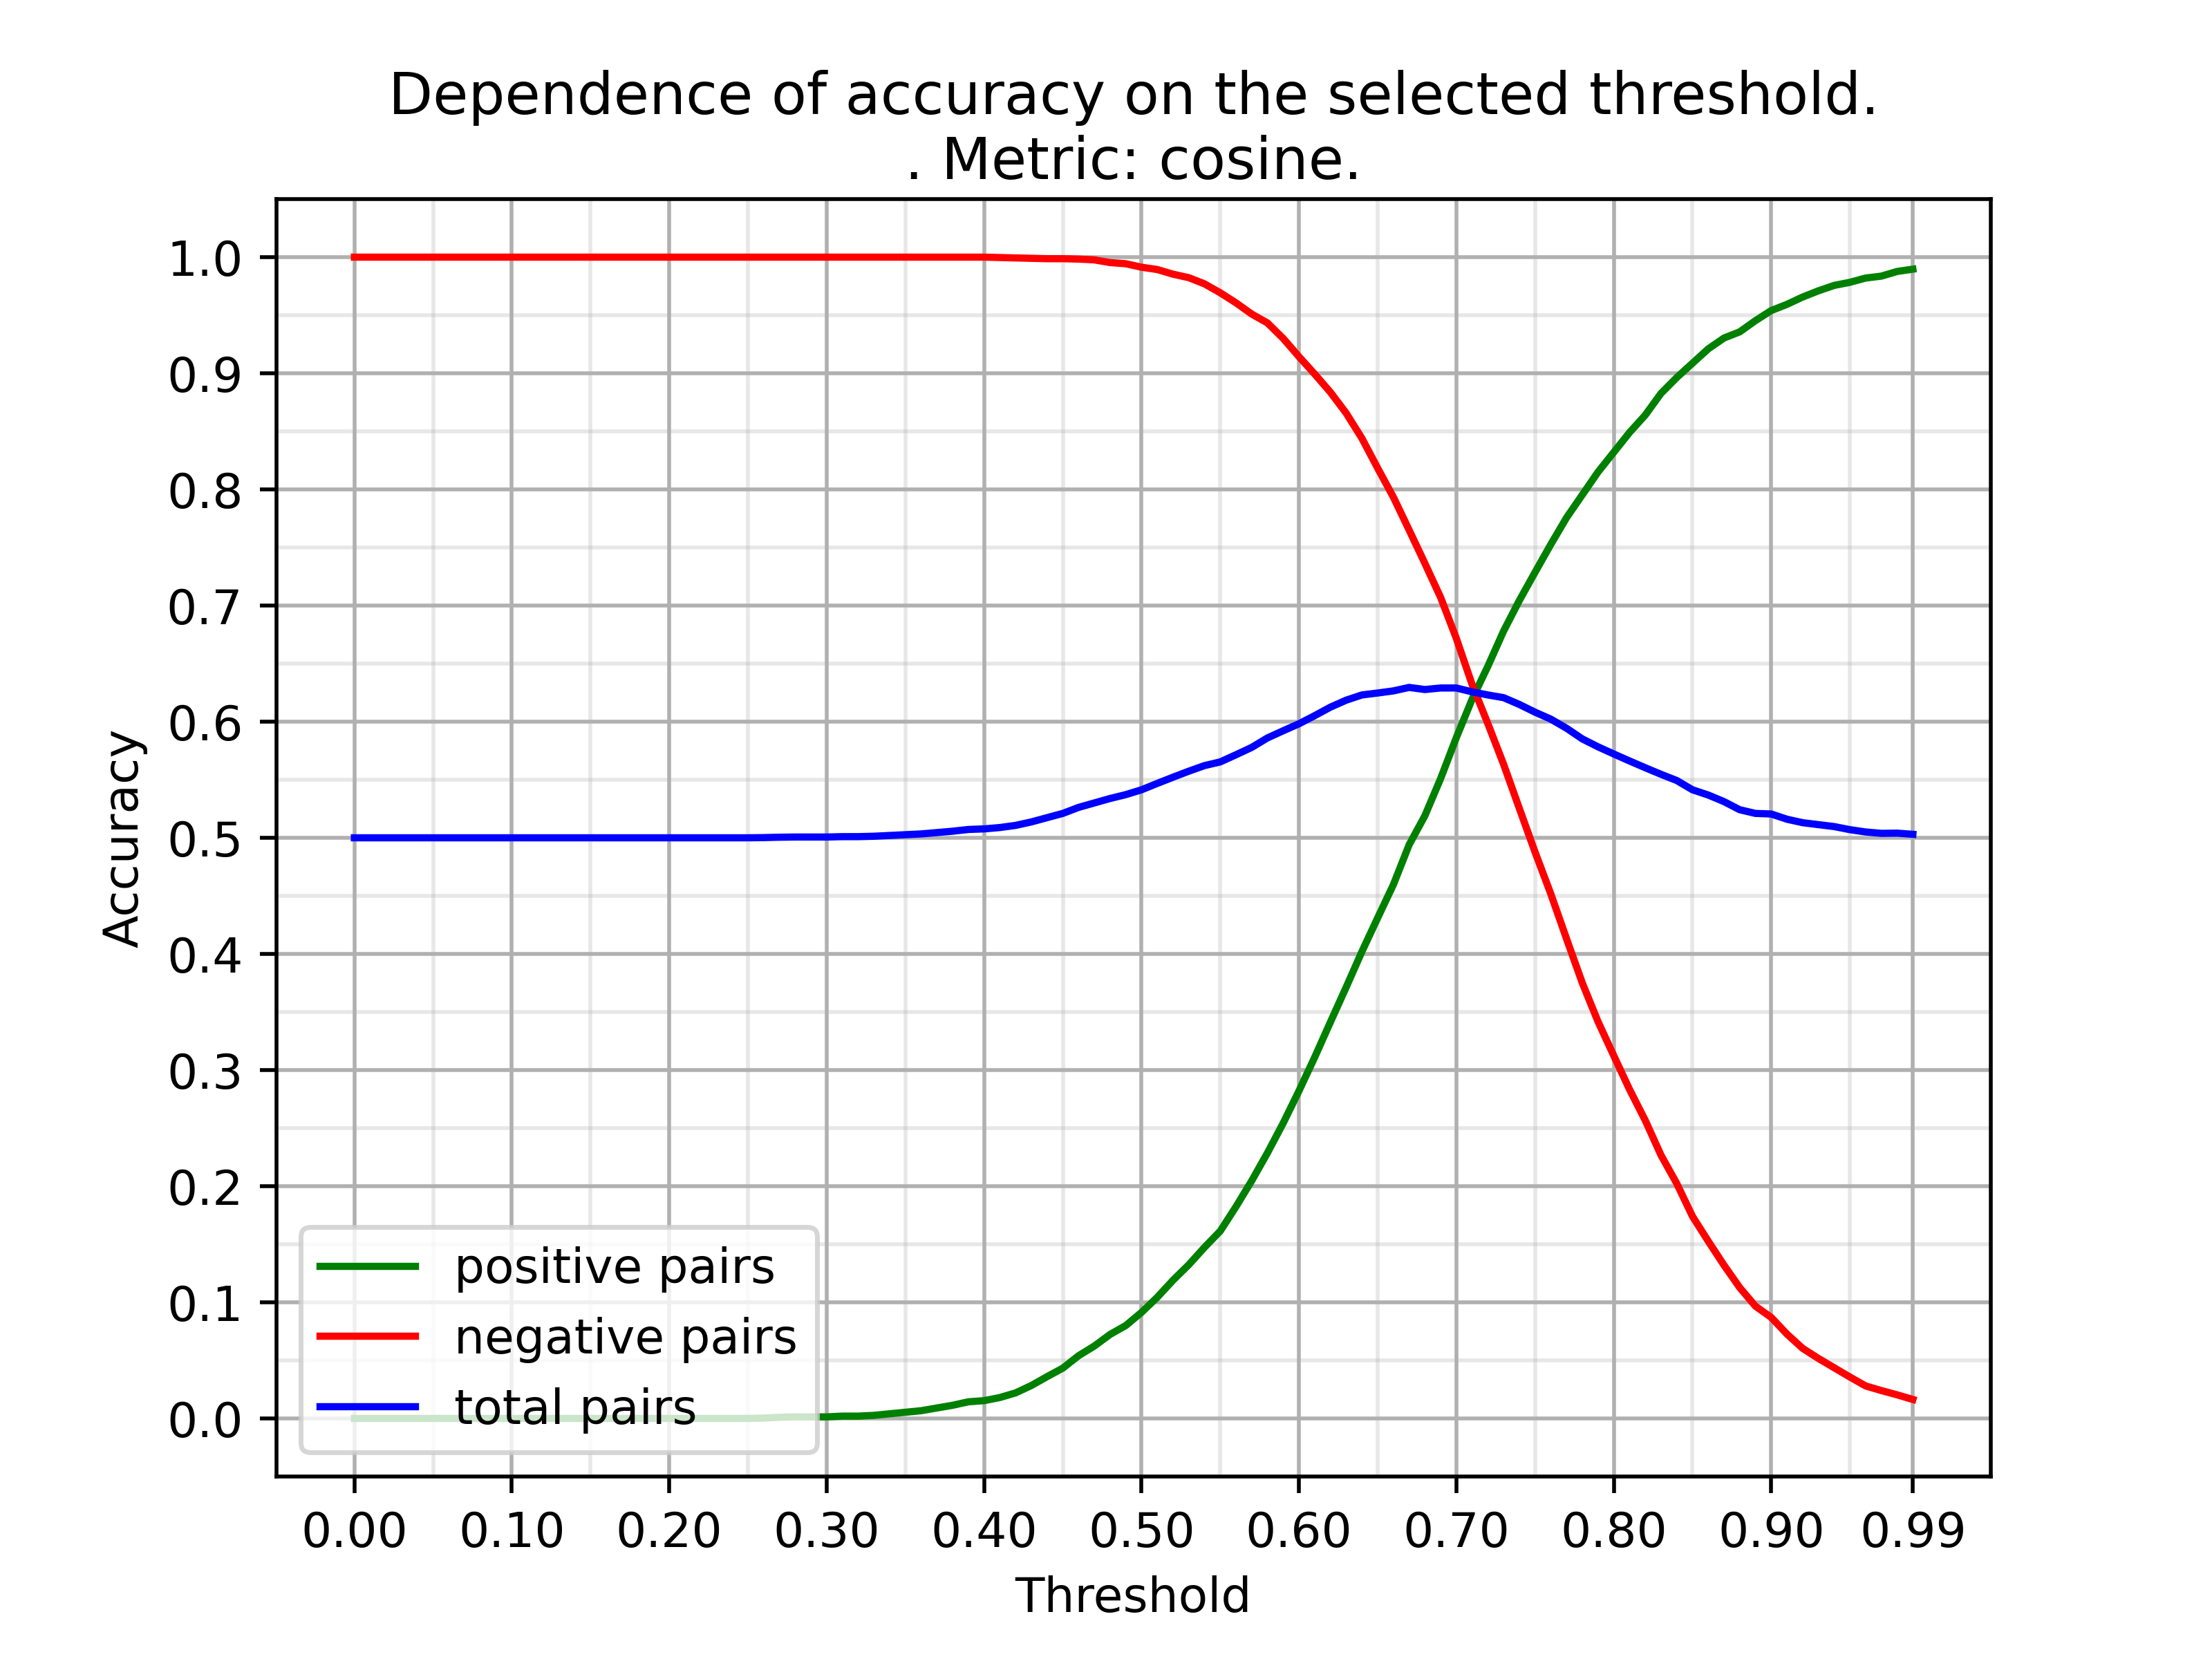 Dependence of accuracy on the selected threshold.
. Metric: cosine.
1.0
0.9
0.8
0.7
0.6
0.5
0.4
0.3
0.2
0.1
0.0
Accuracy
positive pairs
negative pairs
total pairs
0.00 0.10 0.20 0.30 0.40 0.50 0.60 0.70 0.80 0.90 0.99
Threshold